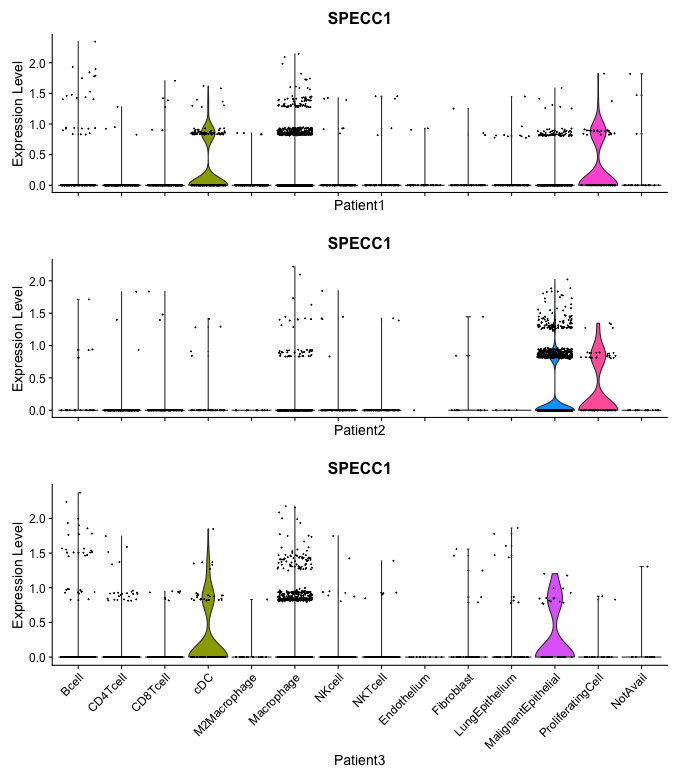 SPECC1
Expression Level
2.0
1.5
1.0
0.5
0.0
Patient1
SPECC1
Expression Level
2.0
1.5
1.0
0.5
0.0
Patient2
SPECC1
Expression Level
2.0
1.5
1.0
0.5
0.0
Bcell
CD4Tcell
CD8Tcell
cDC
M2Macrophage
Macrophage
NKcell
NKTcell
Endothelium
Fibroblast
LungEpithelium
MalignantEpithelial
ProliferatingCell
NotAvail
Patient3